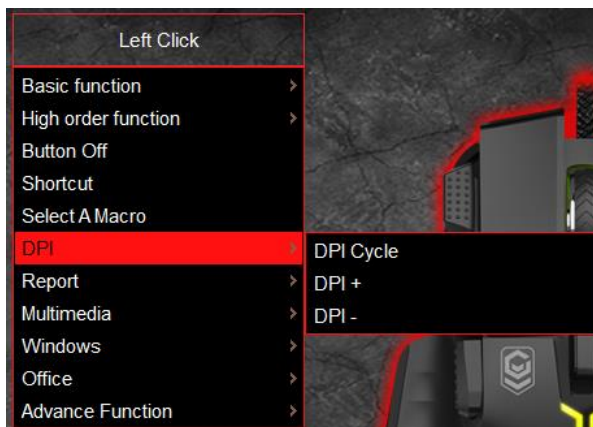 Left Click
Basic function
High order function
Button Off
Shortcut
Select A Macro
DPI
DPI Cycle
DPI +
DPI -
Report
Multimedia
Windows
Office
Advance Function